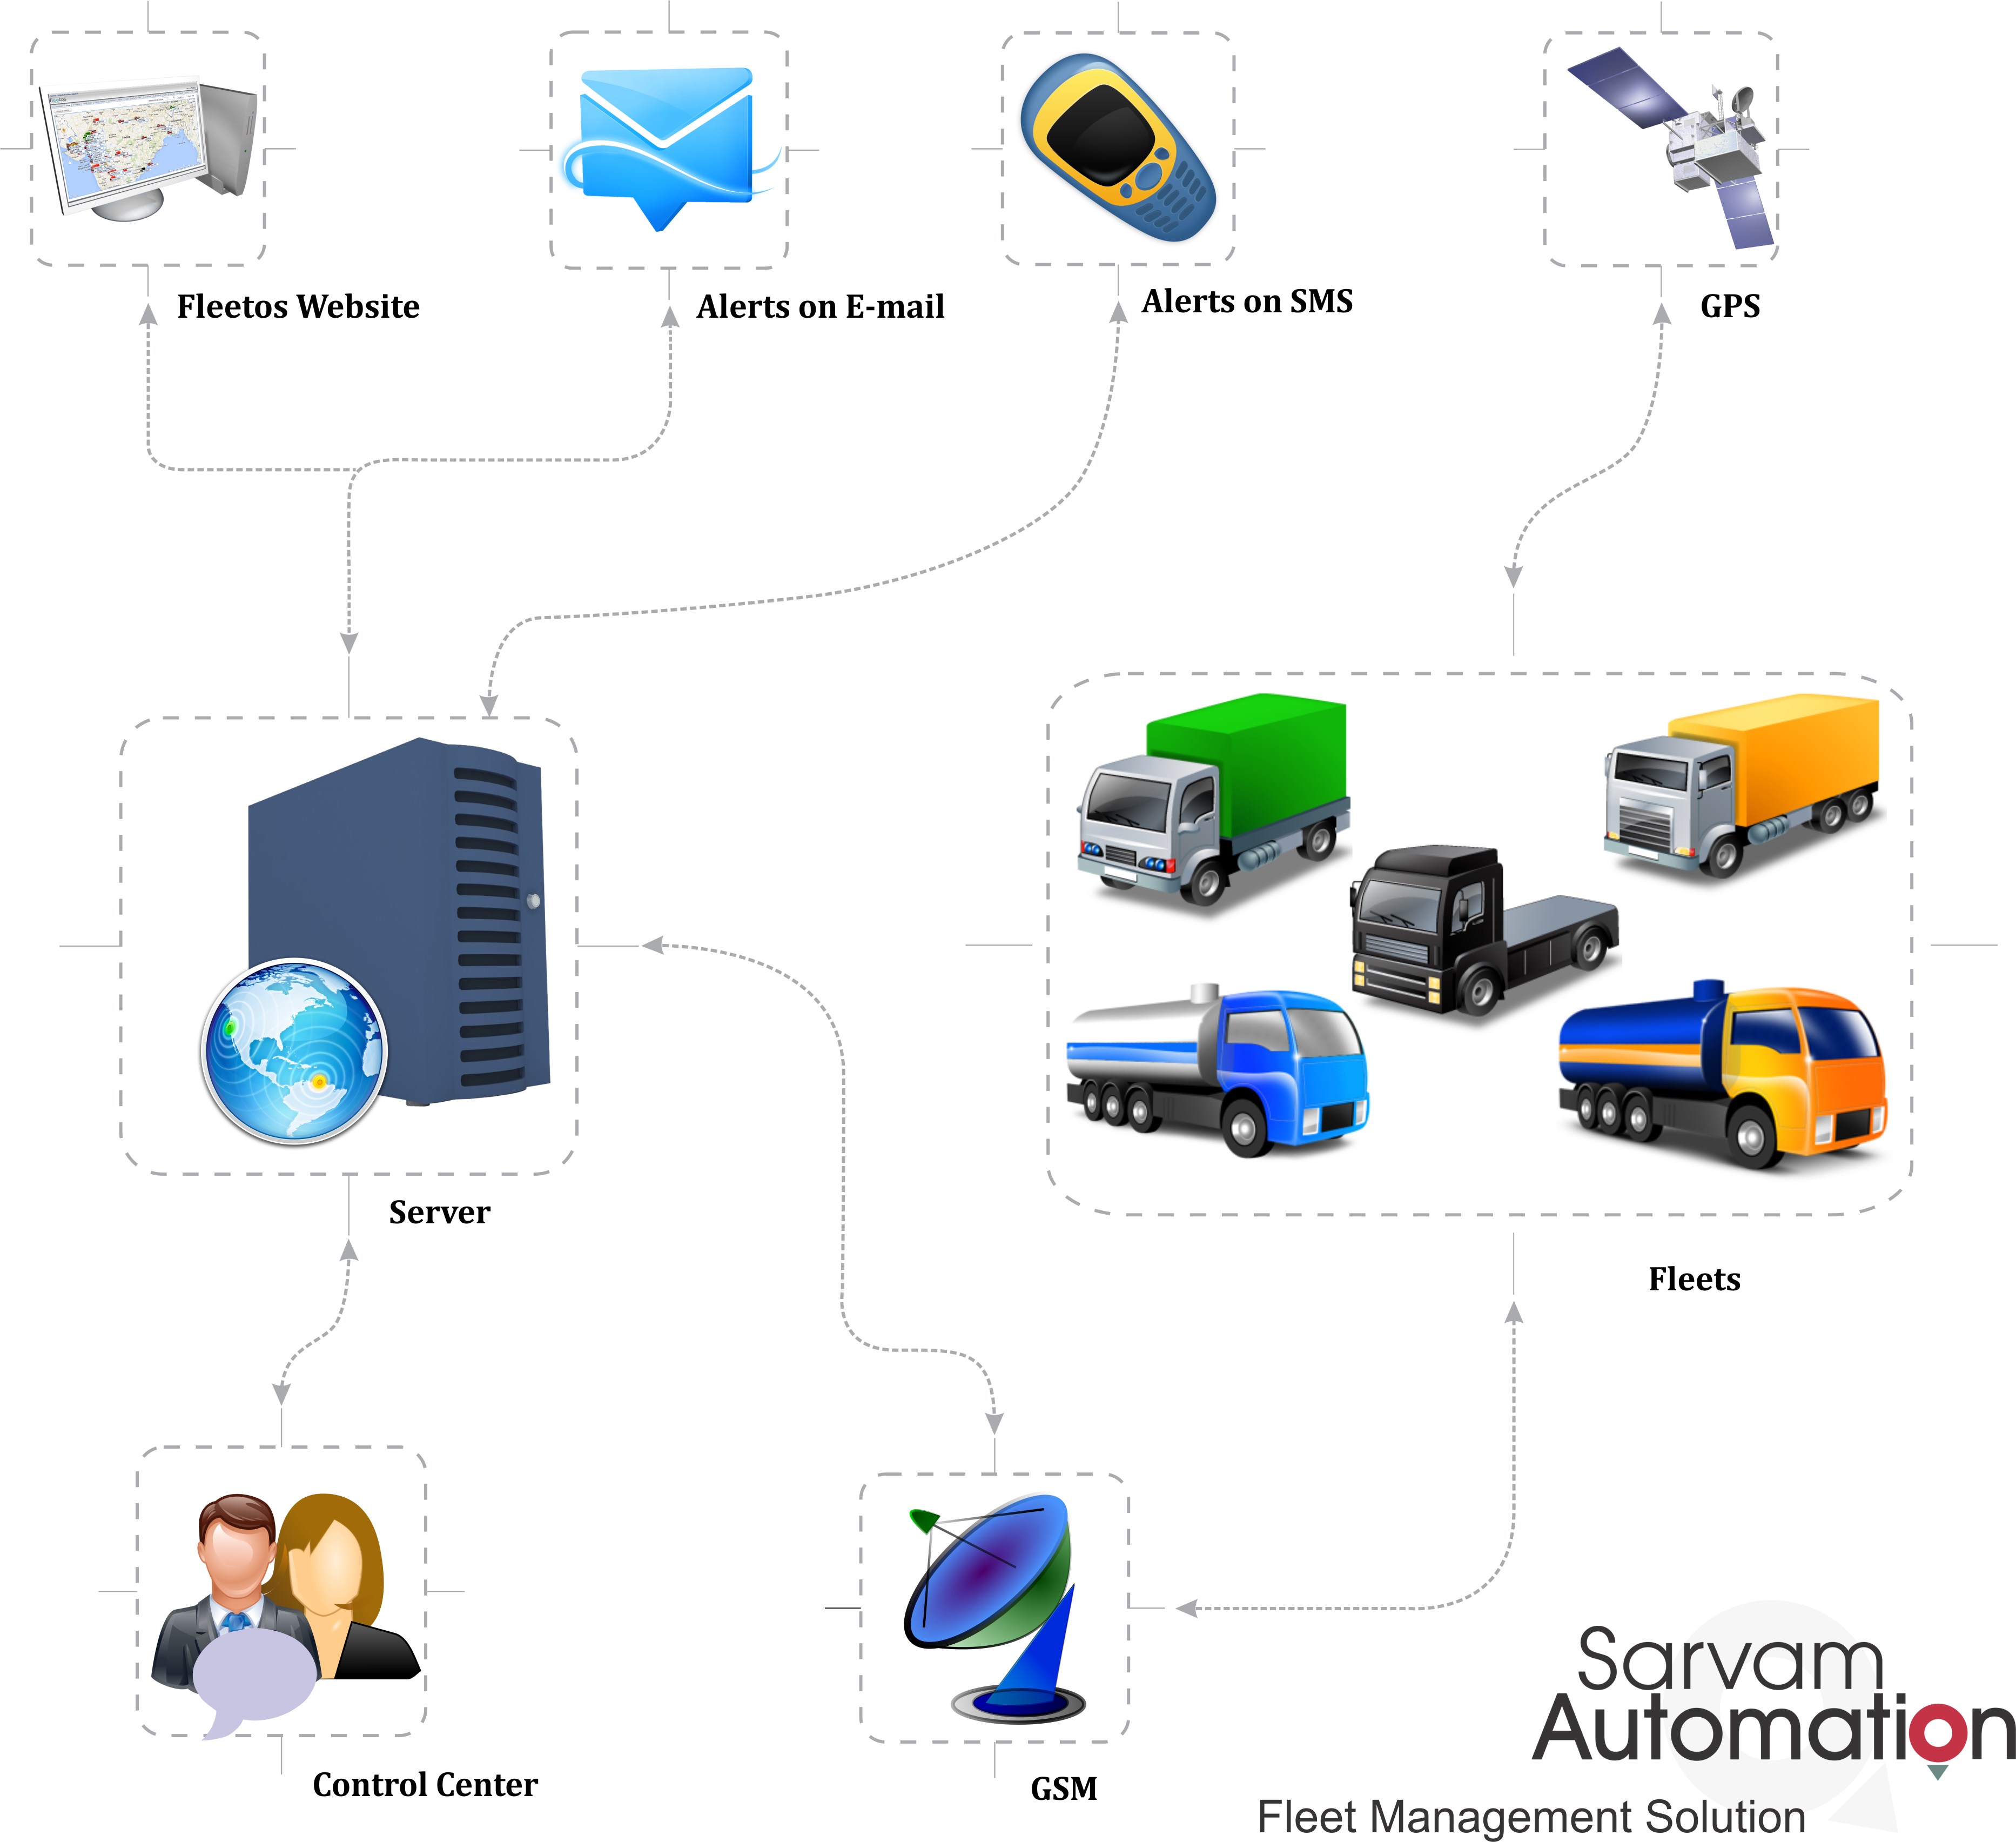 Fleetos Website
Alerts on E-mail
Alerts on SMS
GPS
Server
Fleets
Control Center
GSM
Sarvam
Automation
Fleet Management Solution